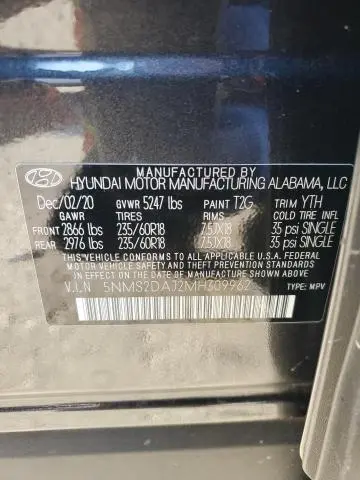 MANUFACTURED BY
HYUNDAI MOTOR MANUFACTURING ALABAMA, LLC
Dec/02/20 GVWR 5247 lbs PAINT T2G TRIM YTH
GAWR TIRES RIMS COLD INFL PRESS
FRONT 2866 lbs 235/60R18 7.5JX18 35 psi SINGLE
REAR 2976 lbs 235/60R18 7.5JX18 35 psi SINGLE
THIS VEHICLE CONFORMS TO ALL APPLICABLE U.S.A. FEDERAL
MOTOR VEHICLE SAFETY AND THEFT PREVENTION STANDARDS
IN EFFECT ON THE DATE OF MANUFACTURE SHOWN ABOVE
V.I.N 5NMS2DAJ2MH309962
TYPE: MPV